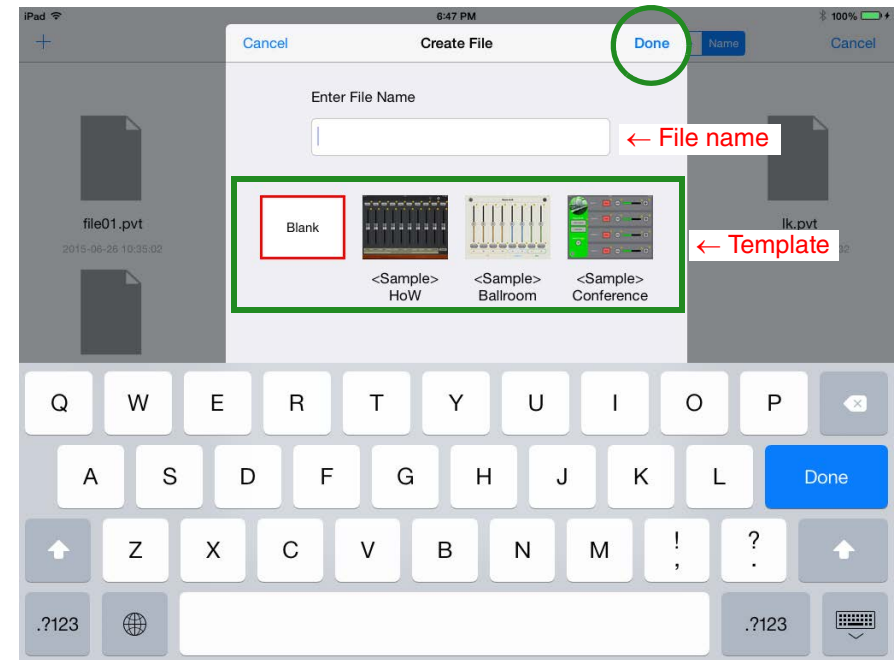 iPad 6:47 PM 100%
+ Cancel Create File Done Name Cancel
Enter File Name
← File name
file01.pvt
2015-06-26 10:35:02
lk.pvt
Blank
← Template
<Sample>
HoW
<Sample>
Ballroom
<Sample>
Conference
Q W E R T Y U I O P
A S D F G H J K L Done
Z X C V B N M ! , ? .
.?123 .?123